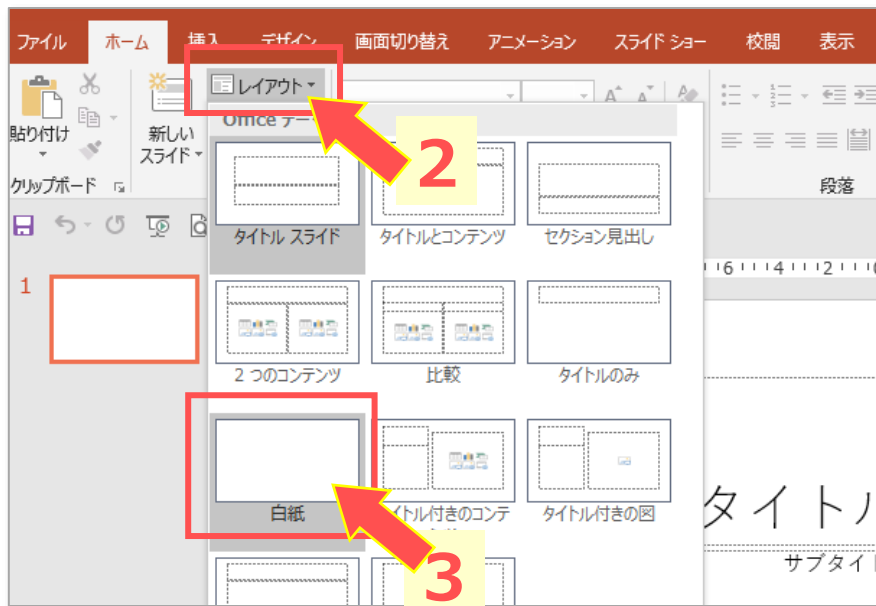 ファイル ホーム 挿入 デザイン 画面切り替え アニメーション スライド ショー 校閲 表示
レイアウト
貼り付け
新しい
スライド
クリップボード
段落
Office テーマ
2
タイトル スライド タイトルとコンテンツ セクション見出し
6 4 2
1
2 つのコンテンツ 比較 タイトルのみ
白紙 タイトル付きのコンテ タイトル付きの図
3
タイトル
サブタイ